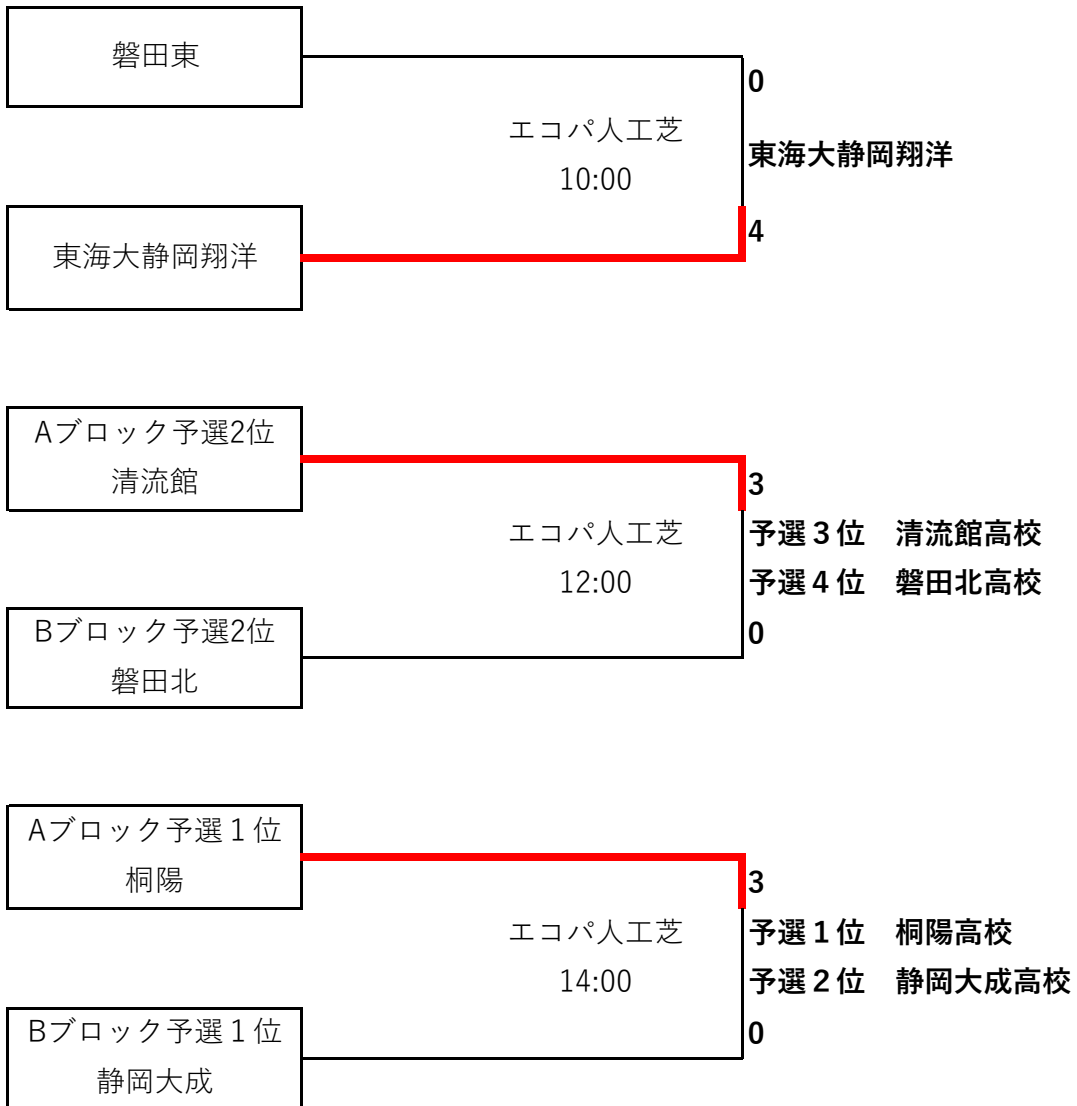 磐田東
0
エコパ人工芝
東海大静岡翔洋
10:00
4
東海大静岡翔洋
Aブロック予選2位
清流館
3
エコパ人工芝
予選３位　清流館高校
12:00
予選４位　磐田北高校
Bブロック予選2位
0
磐田北
Aブロック予選１位
桐陽
3
エコパ人工芝
予選１位　桐陽高校
14:00
予選２位　静岡大成高校
Bブロック予選１位
0
静岡大成